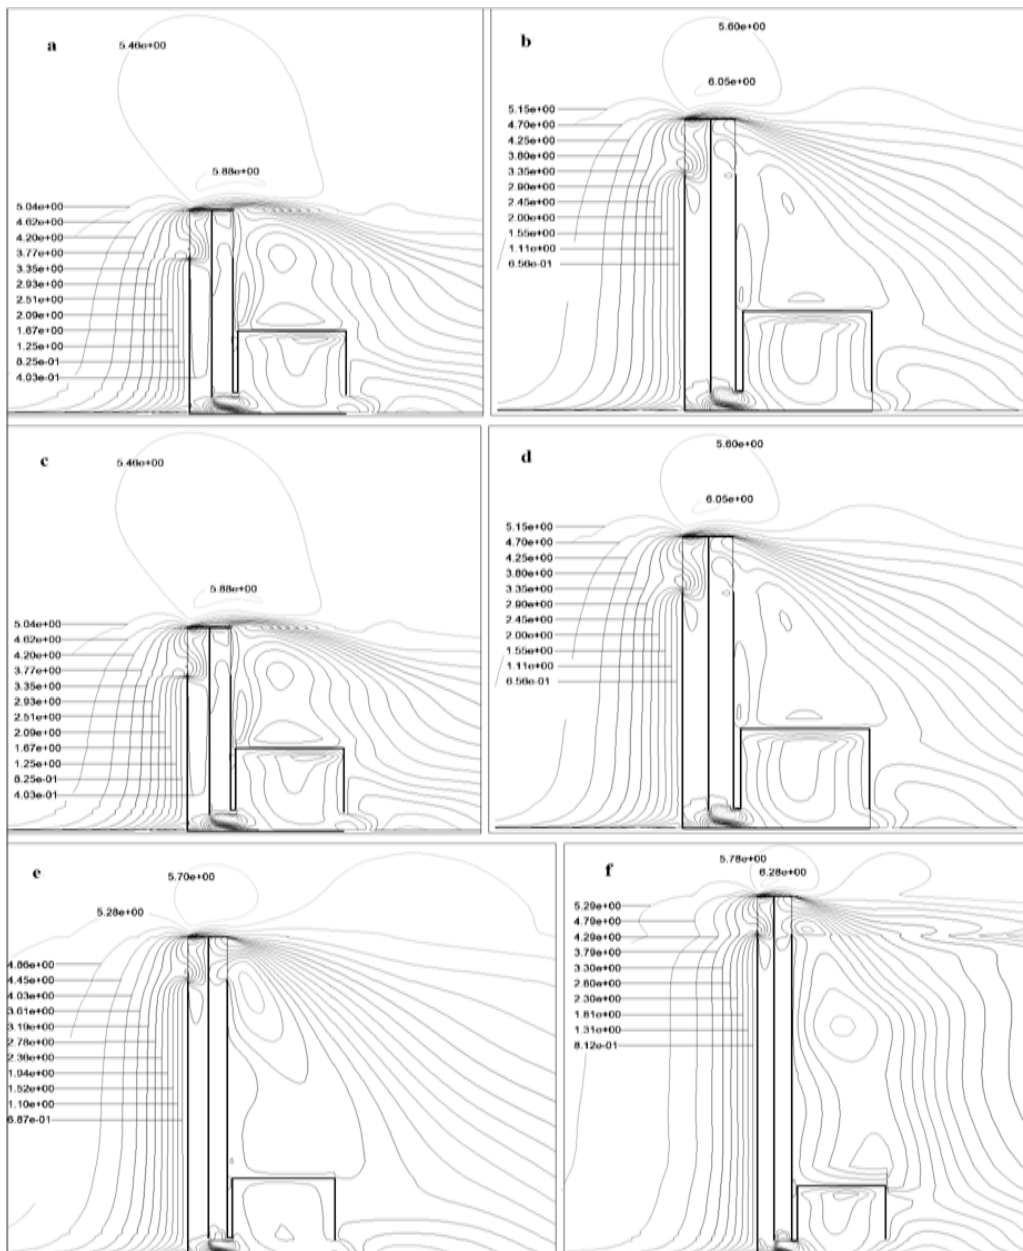 a
5.46e+00
5.88e+00
5.04e+00
4.62e+00
4.20e+00
3.77e+00
3.35e+00
2.93e+00
2.51e+00
2.09e+00
1.67e+00
1.25e+00
8.25e-01
4.03e-01
b
5.60e+00
6.05e+00
5.15e+00
4.70e+00
4.25e+00
3.80e+00
3.35e+00
2.90e+00
2.45e+00
2.00e+00
1.55e+00
1.11e+00
6.56e-01
c
5.46e+00
5.88e+00
5.04e+00
4.62e+00
4.20e+00
3.77e+00
3.35e+00
2.93e+00
2.51e+00
2.09e+00
1.67e+00
1.25e+00
8.25e-01
4.03e-01
d
5.60e+00
6.05e+00
5.15e+00
4.70e+00
4.25e+00
3.80e+00
3.35e+00
2.90e+00
2.45e+00
2.00e+00
1.55e+00
1.11e+00
6.56e-01
e
5.70e+00
5.28e+00
4.86e+00
4.45e+00
4.03e+00
3.61e+00
3.19e+00
2.78e+00
2.36e+00
1.94e+00
1.52e+00
1.10e+00
6.87e-01
f
5.78e+00
6.28e+00
5.29e+00
4.79e+00
4.29e+00
3.79e+00
3.30e+00
2.80e+00
2.30e+00
1.81e+00
1.31e+00
8.12e-01